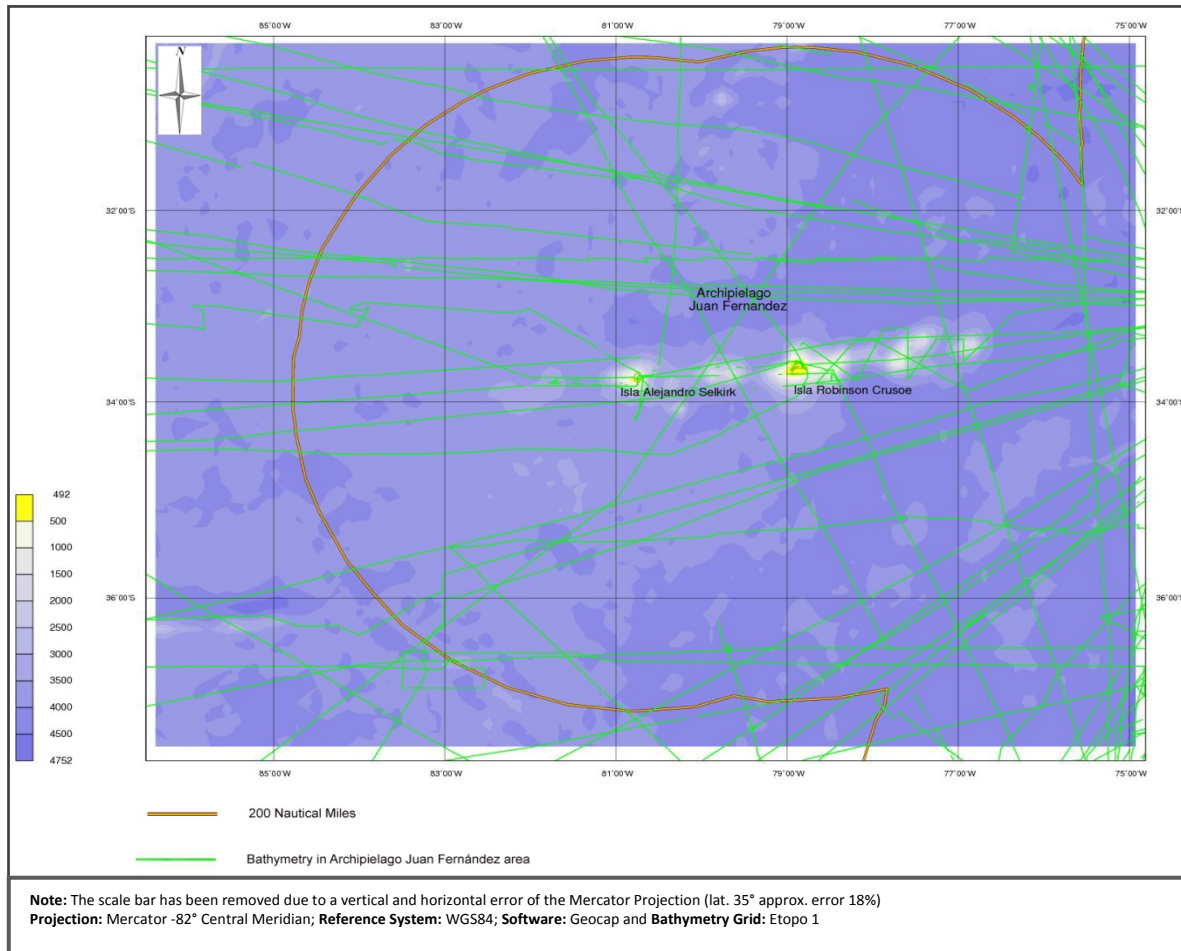 85°00'W 83°00'W 81°00'W 79°00'W 77°00'W 75°00'W
N
32°00'S 32°00'S
Archipielago
Juan Fernandez
Isla Alejandro Selkirk Isla Robinson Crusoe
34°00'S 34°00'S
492
500
1000
1500
2000
2500
3000
3500
4000
4500
4752
36°00'S 36°00'S
85°00'W 83°00'W 81°00'W 79°00'W 77°00'W 75°00'W
200 Nautical Miles
Bathymetry in Archipielago Juan Fernández area
Note: The scale bar has been removed due to a vertical and horizontal error of the Mercator Projection (lat. 35° approx. error 18%)
Projection: Mercator -82° Central Meridian; Reference System: WGS84; Software: Geocap and Bathymetry Grid: Etopo 1